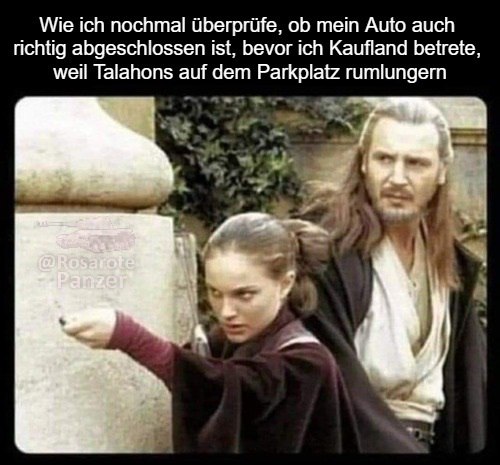 Wie ich nochmal überprüfe, ob mein Auto auch
richtig abgeschlossen ist, bevor ich Kaufland betrete,
weil Talahons auf dem Parkplatz rumlungern
@Rosarote
Panzer